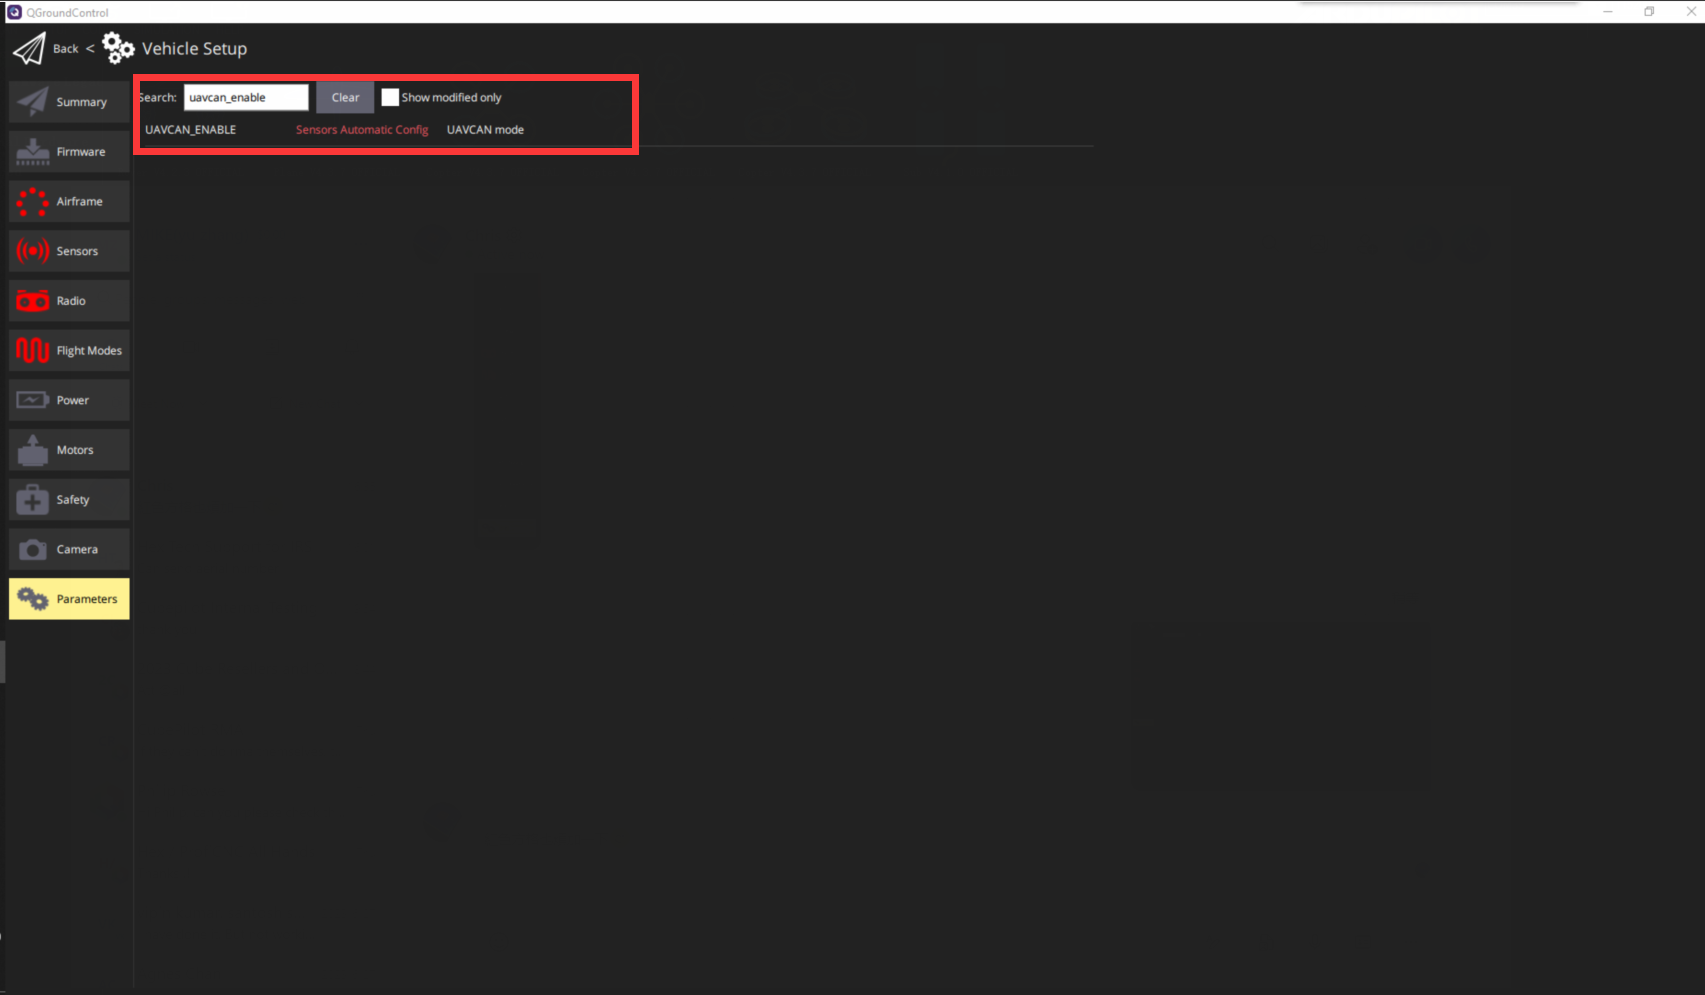 QGroundControl
Back < Vehicle Setup
Search: uavcan_enable Clear Show modified only
UAVCAN_ENABLE Sensors Automatic Config UAVCAN mode
Summary
Firmware
Airframe
Sensors
Radio
Flight Modes
Power
Motors
Safety
Camera
Parameters